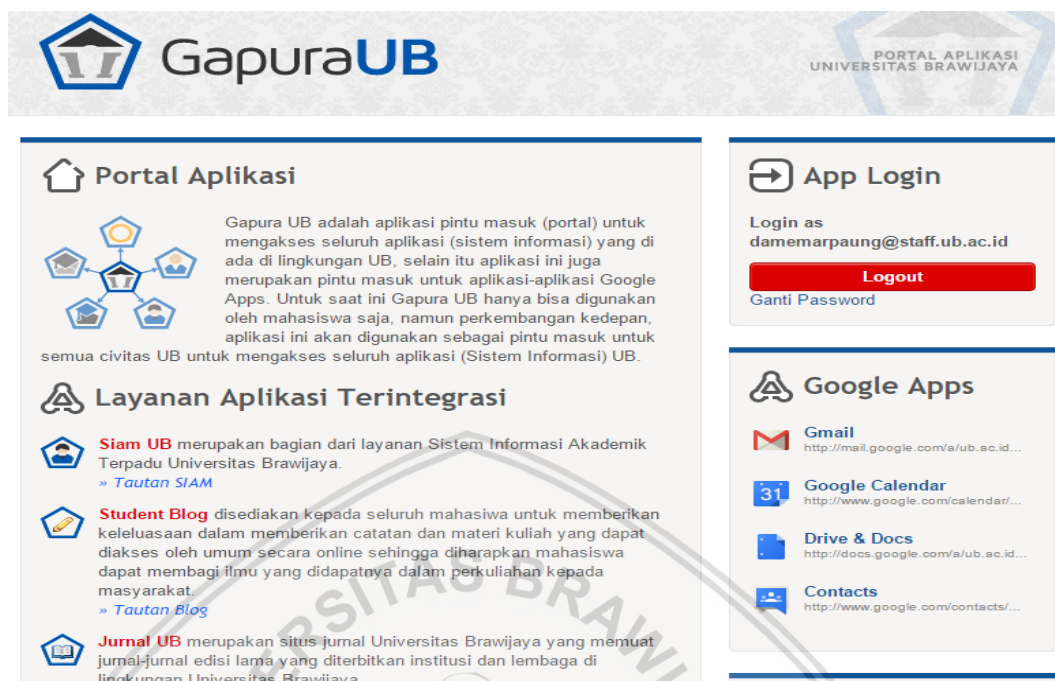 GapuraUB
PORTAL APLIKASI
UNIVERSITAS BRAWIJAYA
Portal Aplikasi
Gapura UB adalah aplikasi pintu masuk (portal) untuk
mengakses seluruh aplikasi (sistem informasi) yang di
ada di lingkungan UB, selain itu aplikasi ini juga
merupakan pintu masuk untuk aplikasi-aplikasi Google
Apps. Untuk saat ini Gapura UB hanya bisa digunakan
oleh mahasiswa saja, namun perkembangan kedepan,
aplikasi ini akan digunakan sebagai pintu masuk untuk
semua civitas UB untuk mengakses seluruh aplikasi (Sistem Informasi) UB.
Layanan Aplikasi Terintegrasi
Siam UB merupakan bagian dari layanan Sistem Informasi Akademik
Terpadu Universitas Brawijaya.
» Tautan SIAM
Student Blog disediakan kepada seluruh mahasiwa untuk memberikan
keleluasaan dalam memberikan catatan dan materi kuliah yang dapat
diakses oleh umum secara online sehingga diharapkan mahasiswa
dapat membagi ilmu yang didapatnya dalam perkuliahan kepada
masyarakat.
» Tautan Blog
Jurnal UB merupakan situs jurnal Universitas Brawijaya yang memuat
jurnal-jurnal edisi lama yang diterbitkan institusi dan lembaga di
lingkungan Universitas Brawijaya
App Login
Login as
damemarpaung@staff.ub.ac.id
Logout
Ganti Password
Google Apps
Gmail
http://mail.google.com/a/ub.ac.id...
31
Google Calendar
http://www.google.com/calendar/...
Drive & Docs
http://docs.google.com/a/ub.ac.id...
Contacts
http://www.google.com/contacts/...
ERSITAS BRAW